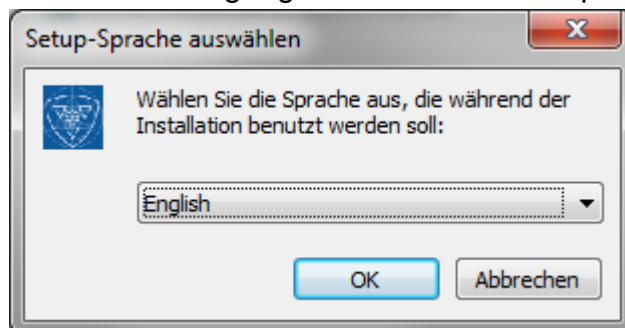 Setup-Sprache auswählen
Wählen Sie die Sprache aus, die während der
Installation benutzt werden soll:
English
OK
Abbrechen